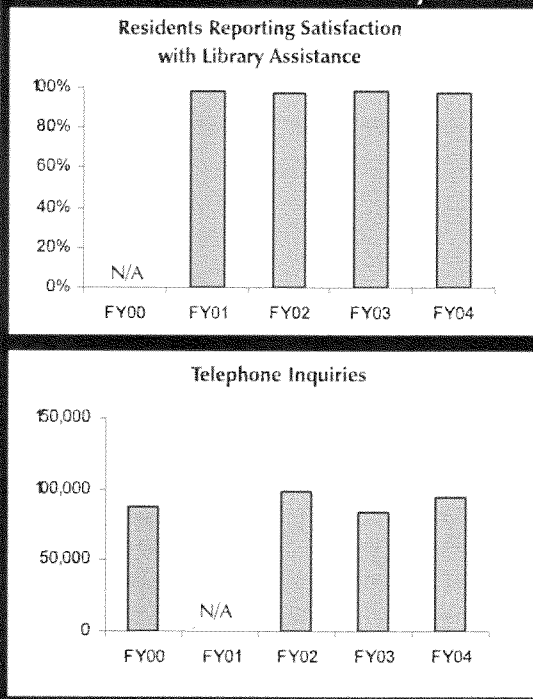 Residents Reporting Satisfaction
with Library Assistance
100%
80%
60%
40%
20%
0%
N/A
FY00 FY01 FY02 FY03 FY04
Telephone Inquiries
150,000
100,000
50,000
0
N/A
FY00 FY01 FY02 FY03 FY04